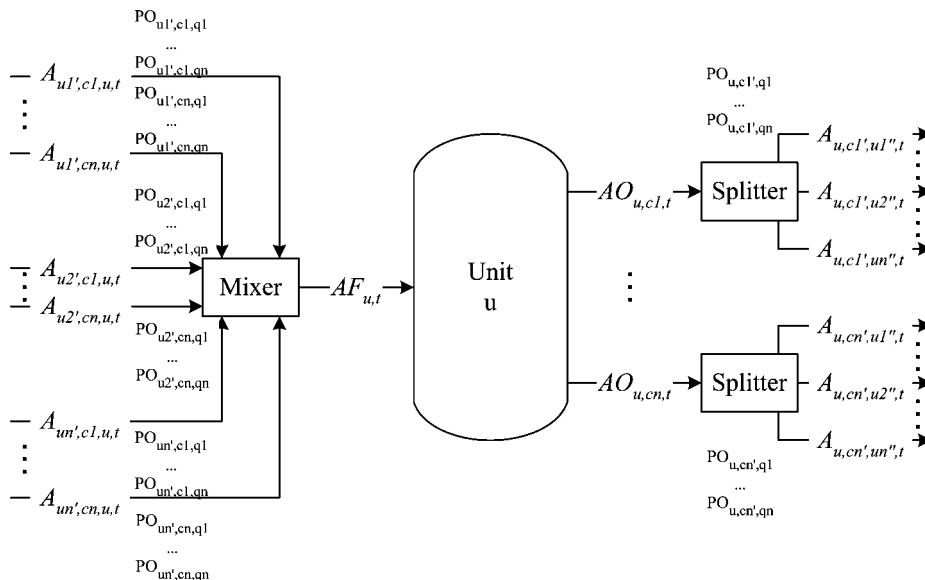 PO_{u1',c1,q1}
...
PO_{u1',c1,qn}
A_{u1',c1,u,t}
PO_{u1',cn,q1}
...
PO_{u1',cn,qn}
A_{u1',cn,u,t}
PO_{u2',c1,q1}
...
PO_{u2',c1,qn}
A_{u2',c1,u,t}
A_{u2',cn,u,t}
PO_{u2',cn,q1}
...
PO_{u2',cn,qn}
A_{un',c1,u,t}
PO_{un',c1,q1}
...
PO_{un',c1,qn}
A_{un',cn,u,t}
PO_{un',cn,q1}
...
PO_{un',cn,qn}
Mixer
AF_{u,t}
Unit
u
AO_{u,c1,t}
AO_{u,cn,t}
PO_{u,c1',q1}
...
PO_{u,c1',qn}
Splitter
A_{u,c1',u1'',t}
A_{u,c1',u2'',t}
A_{u,c1',un'',t}
Splitter
A_{u,cn',u1'',t}
A_{u,cn',u2'',t}
A_{u,cn',un'',t}
PO_{u,cn',q1}
...
PO_{u,cn',qn}